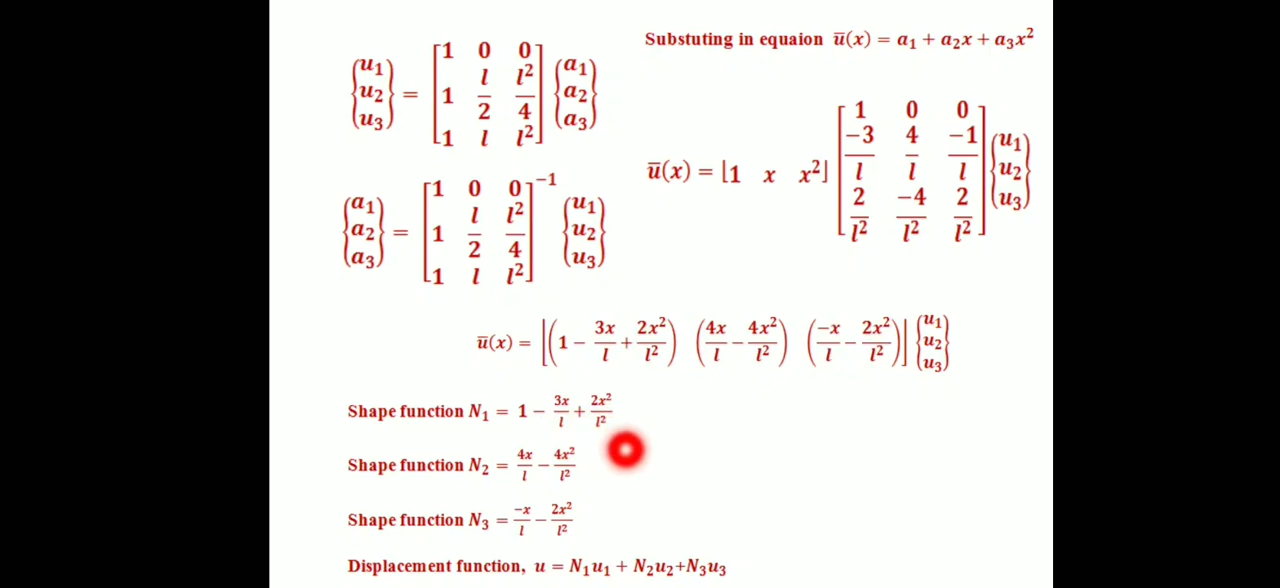 {u₁ u₂ u₃} = [1 0 0; 1 l/2 l²/4; 1 l l²] {a₁ a₂ a₃}
{a₁ a₂ a₃} = [1 0 0; 1 l/2 l²/4; 1 l l²]⁻¹ {u₁ u₂ u₃}
Substuting in equaion u̅(x) = a₁ + a₂x + a₃x²
u̅(x) = ⌊1 x x²⌋ [1 0 0; −3/l 4/l −1/l; 2/l² −4/l² 2/l²] {u₁ u₂ u₃}
u̅(x) = ⌊(1 − 3x/l + 2x²/l²) (4x/l − 4x²/l²) (−x/l − 2x²/l²)⌋ {u₁ u₂ u₃}
Shape function N₁ = 1 − 3x/l + 2x²/l²
Shape function N₂ = 4x/l − 4x²/l²
Shape function N₃ = −x/l − 2x²/l²
Displacement function, u = N₁u₁ + N₂u₂+N₃u₃